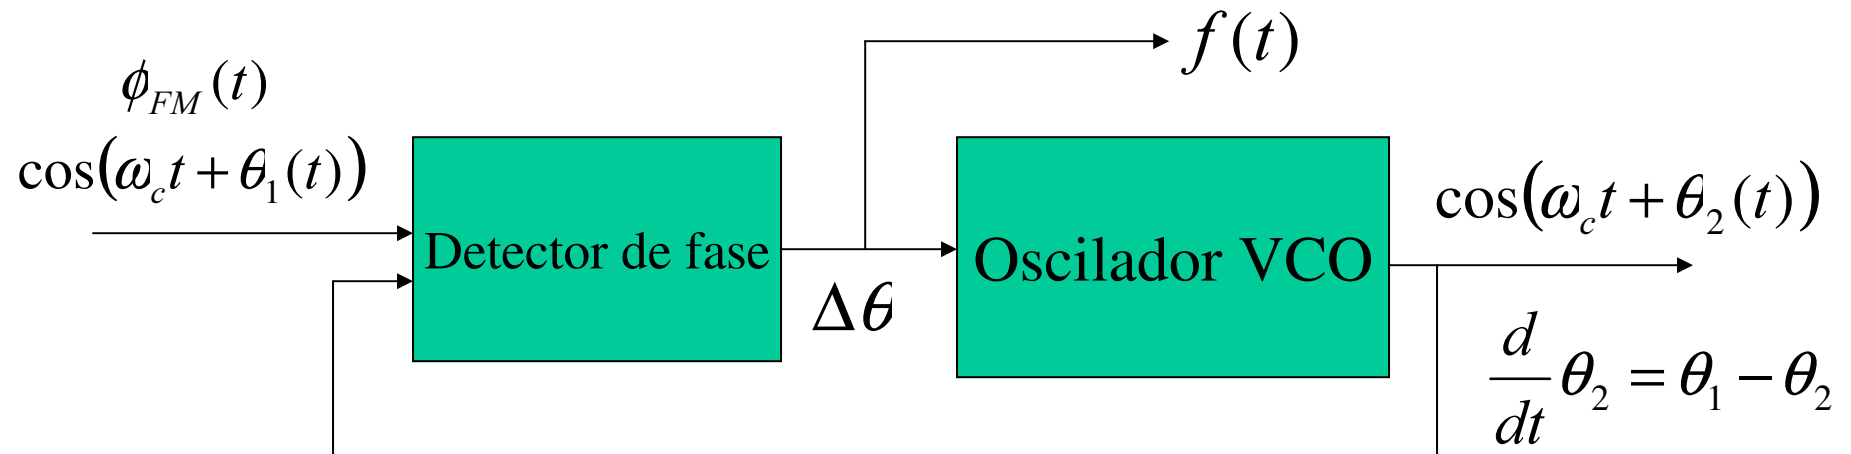 f(t)
ϕ_FM(t)
cos(ω_c t + θ_1(t))
Detector de fase
Δθ
Oscilador VCO
cos(ω_c t + θ_2(t))
d/dt θ_2 = θ_1 − θ_2